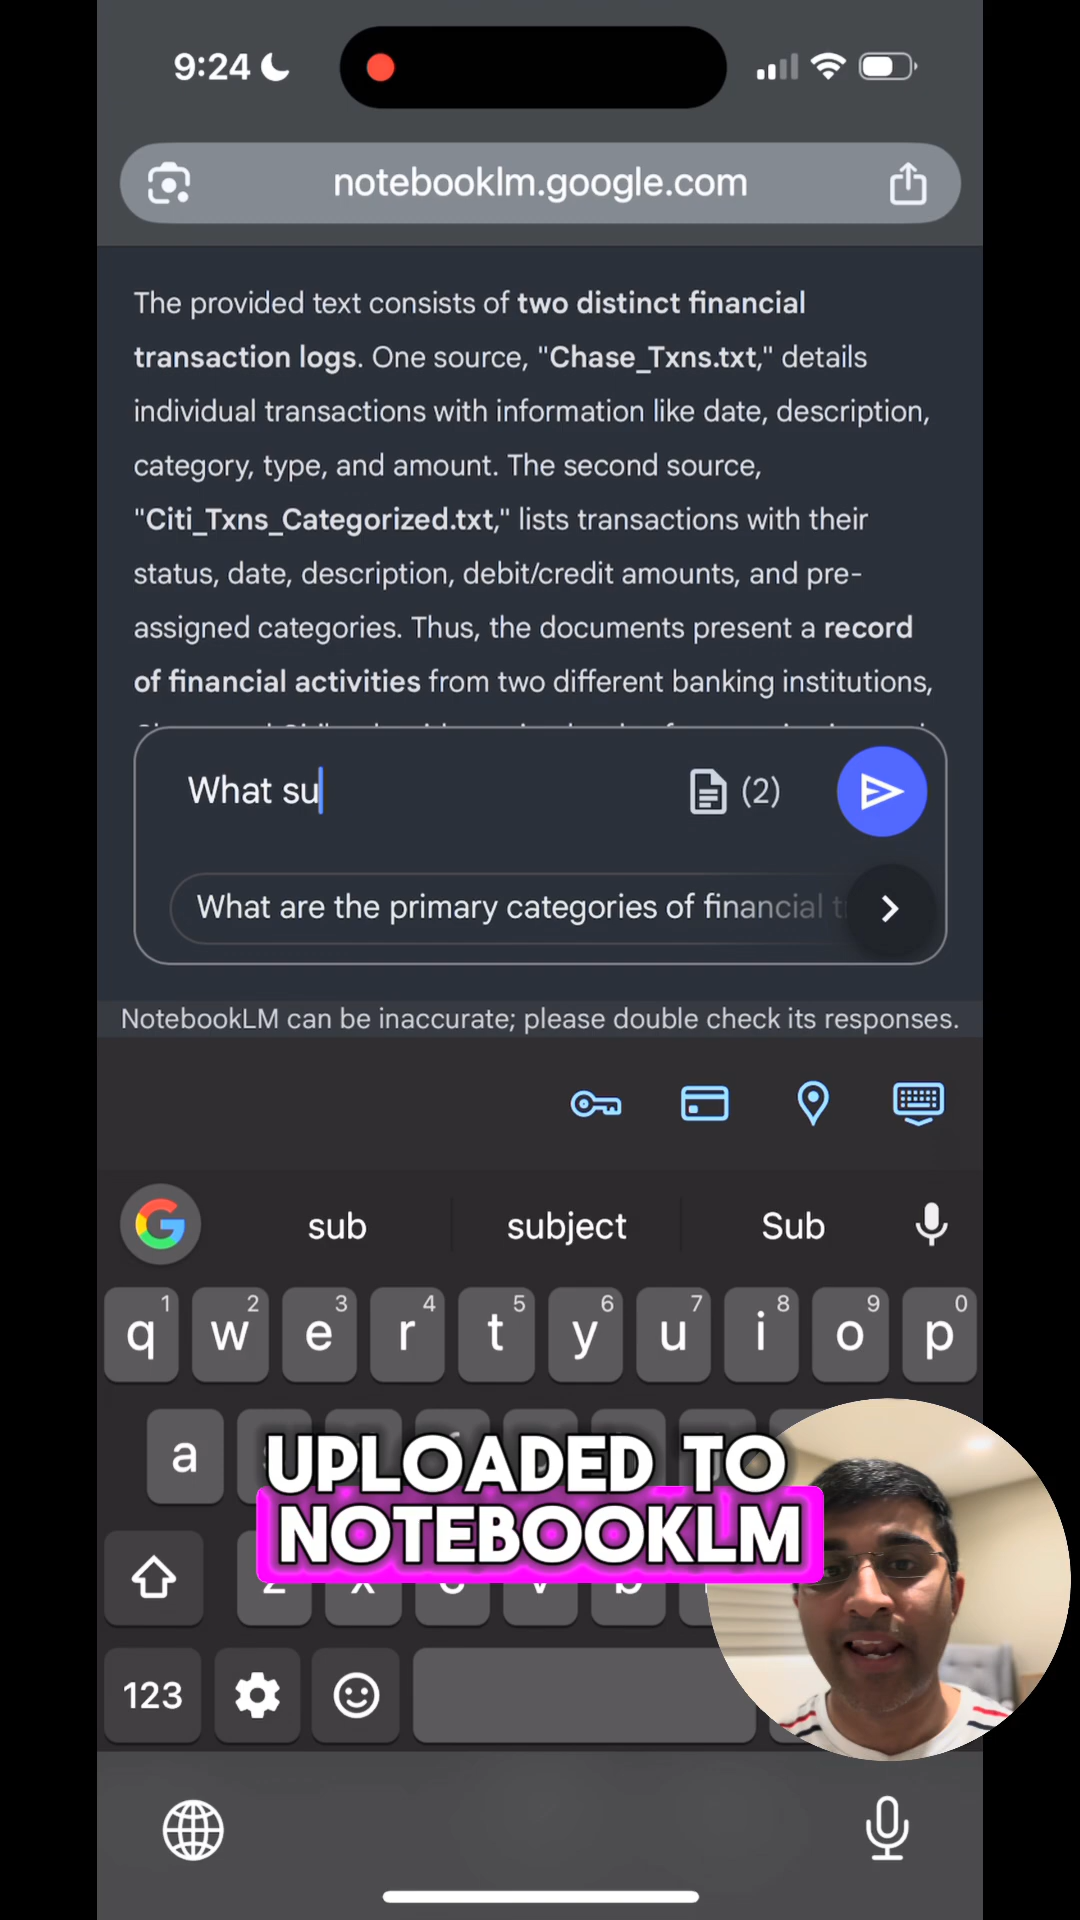 9:24
notebooklm.google.com
The provided text consists of two distinct financial
transaction logs. One source, "Chase_Txns.txt," details
individual transactions with information like date, description,
category, type, and amount. The second source,
"Citi_Txns_Categorized.txt," lists transactions with their
status, date, description, debit/credit amounts, and pre-
assigned categories. Thus, the documents present a record
of financial activities from two different banking institutions,
What su
(2)
What are the primary categories of financial
NotebookLM can be inaccurate; please double check its responses.
sub subject Sub
1 2 3 4 5 6 7 8 9 0
q w e r t y u i o p
a
UPLOADED TO
NOTEBOOKLM
z x c v b
123